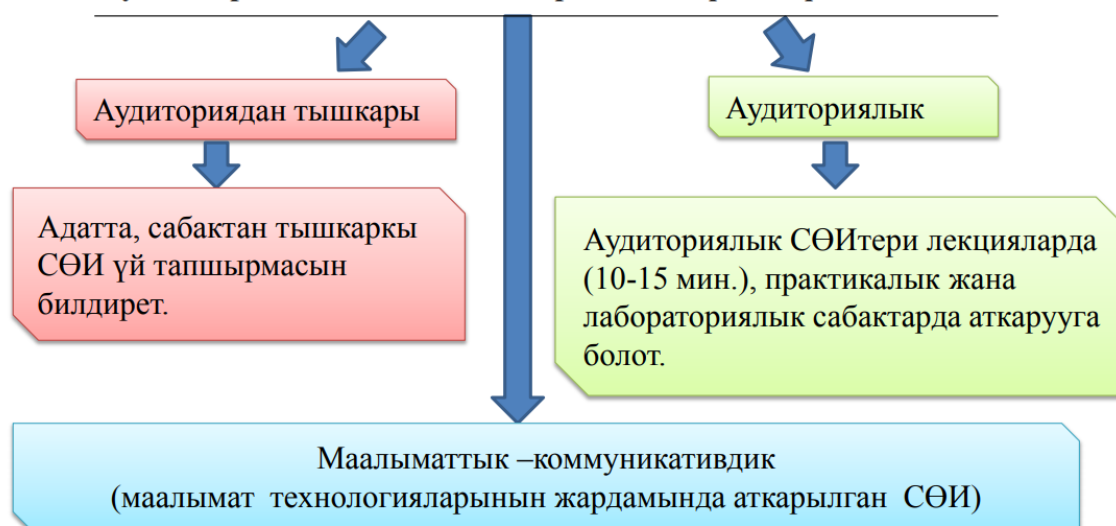 Аудиториядан тышкары
Аудиториялык
Адатта, сабактан тышкаркы
СӨИ үй тапшырмасын
билдирет.
Аудиториялык СӨИтери лекцияларда
(10-15 мин.), практикалык жана
лабораториялык сабактарда аткарууга
болот.
Маалыматтык –коммуникативдик
(маалымат технологияларынын жардамында аткарылган СӨИ)